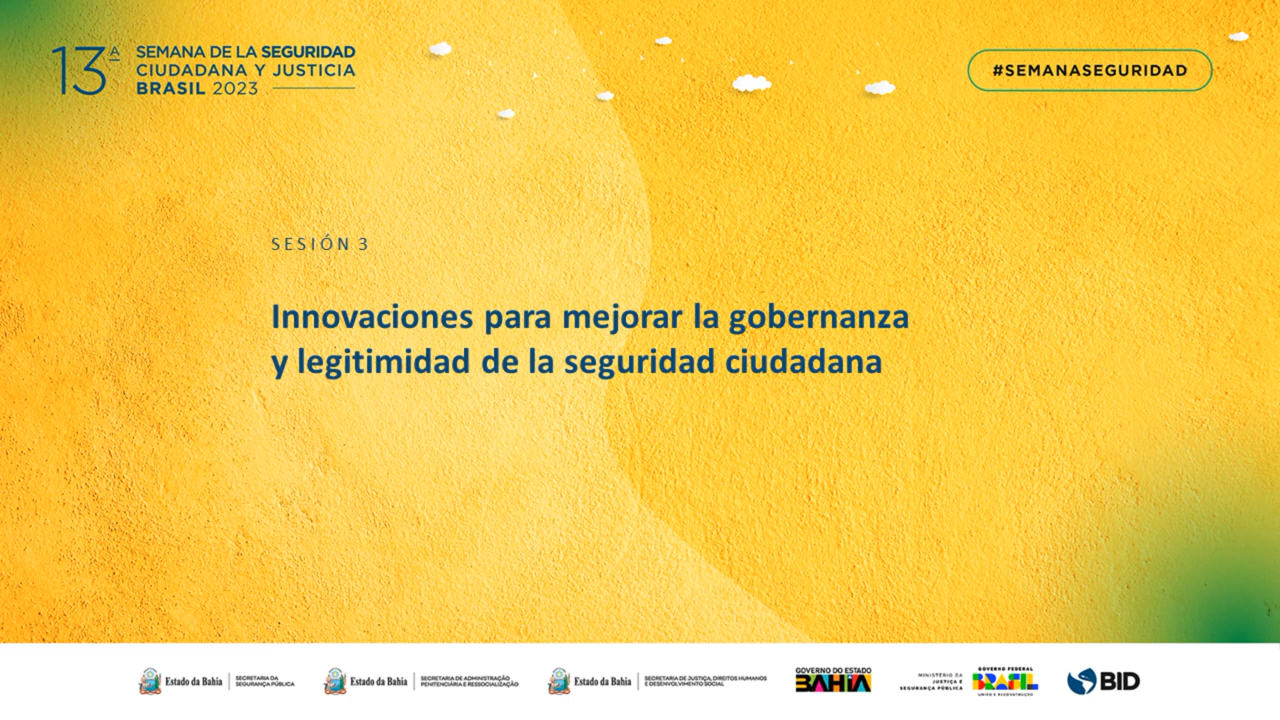 13ª
SEMANA DE LA SEGURIDAD
CIUDADANA Y JUSTICIA
BRASIL 2023
#SEMANASEGURIDAD
SESIÓN 3
Innovaciones para mejorar la gobernanza
y legitimidad de la seguridad ciudadana
Estado da Bahia
SECRETARIA DA
SEGURANÇA PÚBLICA
Estado da Bahia
SECRETARIA DE ADMINISTRAÇÃO
PENITENCIÁRIA E RESSOCIALIZAÇÃO
Estado da Bahia
SECRETARIA DE JUSTIÇA, DIREITOS HUMANOS
E DESENVOLVIMENTO SOCIAL
GOVERNO DO ESTADO
BAHIA
MINISTÉRIO DA
JUSTIÇA E
SEGURANÇA PÚBLICA
GOVERNO FEDERAL
BRASIL
UNIÃO E RECONSTRUÇÃO
BID